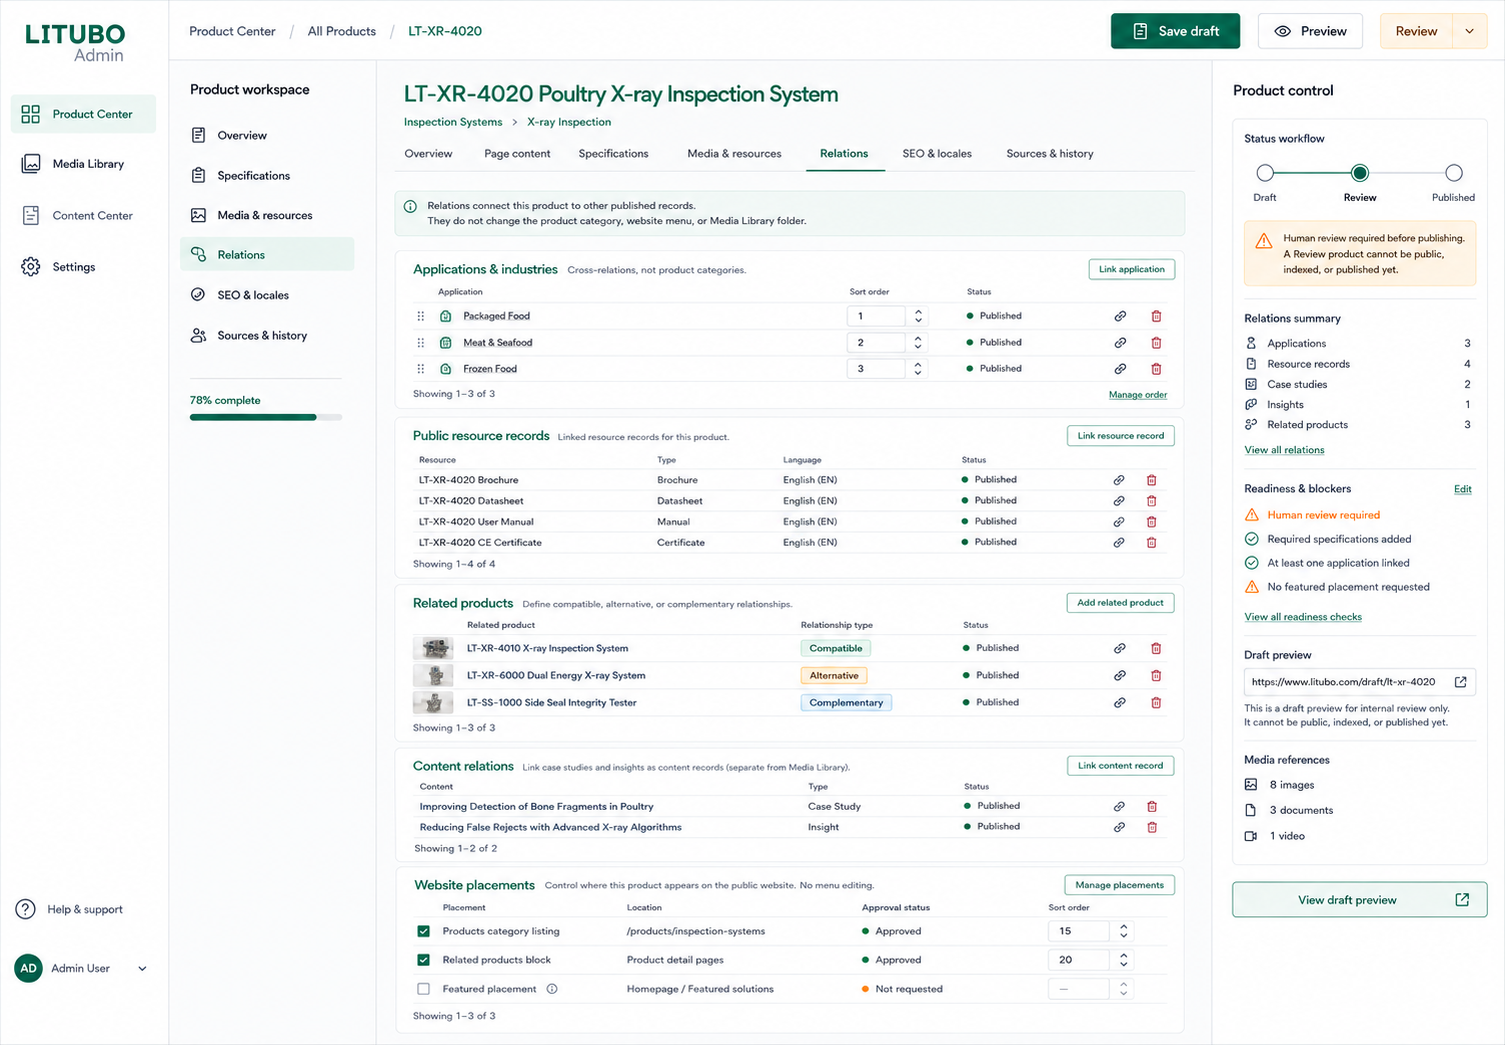 LITUBO
Admin
Product Center
Media Library
Content Center
Settings
Help & support
AD Admin User
Product Center / All Products / LT-XR-4020
Save draft
Preview
Review
Product workspace
Overview
Specifications
Media & resources
Relations
SEO & locales
Sources & history
78% complete
LT-XR-4020 Poultry X-ray Inspection System
Inspection Systems > X-ray Inspection
Overview Page content Specifications Media & resources Relations SEO & locales Sources & history
Relations connect this product to other published records.
They do not change the product category, website menu, or Media Library folder.
Applications & industries Cross-relations, not product categories. Link application
Application Sort order Status
Packaged Food 1 Published
Meat & Seafood 2 Published
Frozen Food 3 Published
Showing 1–3 of 3 Manage order
Public resource records Linked resource records for this product. Link resource record
Resource Type Language Status
LT-XR-4020 Brochure Brochure English (EN) Published
LT-XR-4020 Datasheet Datasheet English (EN) Published
LT-XR-4020 User Manual Manual English (EN) Published
LT-XR-4020 CE Certificate Certificate English (EN) Published
Showing 1–4 of 4
Related products Define compatible, alternative, or complementary relationships. Add related product
Related product Relationship type Status
LT-XR-4010 X-ray Inspection System Compatible Published
LT-XR-6000 Dual Energy X-ray System Alternative Published
LT-SS-1000 Side Seal Integrity Tester Complementary Published
Showing 1–3 of 3
Content relations Link case studies and insights as content records (separate from Media Library). Link content record
Content Type Status
Improving Detection of Bone Fragments in Poultry Case Study Published
Reducing False Rejects with Advanced X-ray Algorithms Insight Published
Showing 1–2 of 2
Website placements Control where this product appears on the public website. No menu editing. Manage placements
Placement Location Approval status Sort order
Products category listing /products/inspection-systems Approved 15
Related products block Product detail pages Approved 20
Featured placement Homepage / Featured solutions Not requested —
Showing 1–3 of 3
Product control
Status workflow
Draft Review Published
Human review required before publishing.
A Review product cannot be public,
indexed, or published yet.
Relations summary
Applications 3
Resource records 4
Case studies 2
Insights 1
Related products 3
View all relations
Readiness & blockers Edit
Human review required
Required specifications added
At least one application linked
No featured placement requested
View all readiness checks
Draft preview
https://www.litubo.com/draft/lt-xr-4020
This is a draft preview for internal review only.
It cannot be public, indexed, or published yet.
Media references
8 images
3 documents
1 video
View draft preview